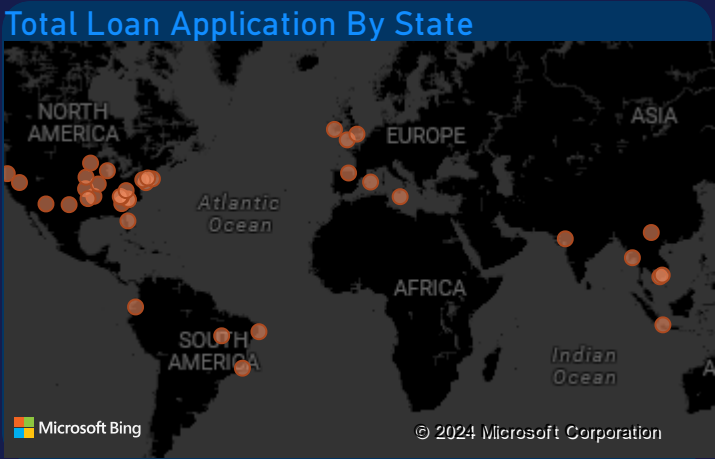 Total Loan Application By State
NORTH
AMERICA
EUROPE
ASIA
Atlantic
Ocean
AFRICA
SOUTH
AMERICA
Indian
Ocean
A
Microsoft Bing
© 2024 Microsoft Corporation